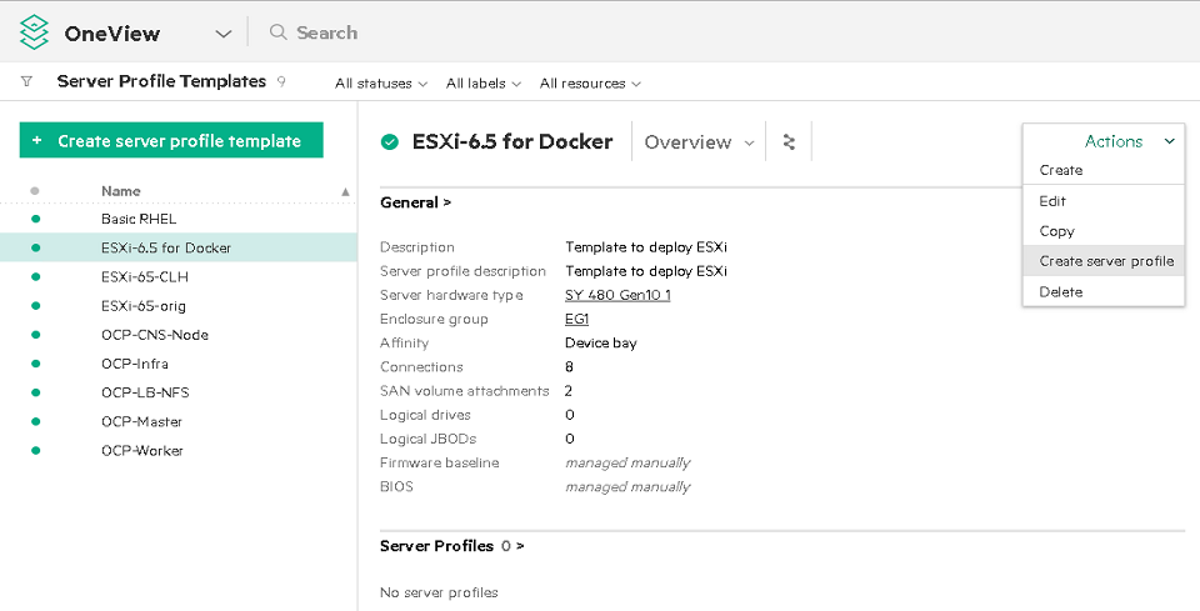 OneView
Search
Server Profile Templates 9
All statuses All labels All resources
+ Create server profile template
Name
Basic RHEL
ESXi-6.5 for Docker
ESXi-65-CLH
ESXi-65-orig
OCP-CNS-Node
OCP-Infra
OCP-LB-NFS
OCP-Master
OCP-Worker
ESXi-6.5 for Docker Overview
General >
Description Template to deploy ESXi
Server profile description Template to deploy ESXi
Server hardware type SY 480 Gen10 1
Enclosure group EG1
Affinity Device bay
Connections 8
SAN volume attachments 2
Logical drives 0
Logical JBODs 0
Firmware baseline managed manually
BIOS managed manually
Server Profiles 0 >
No server profiles
Actions
Create
Edit
Copy
Create server profile
Delete